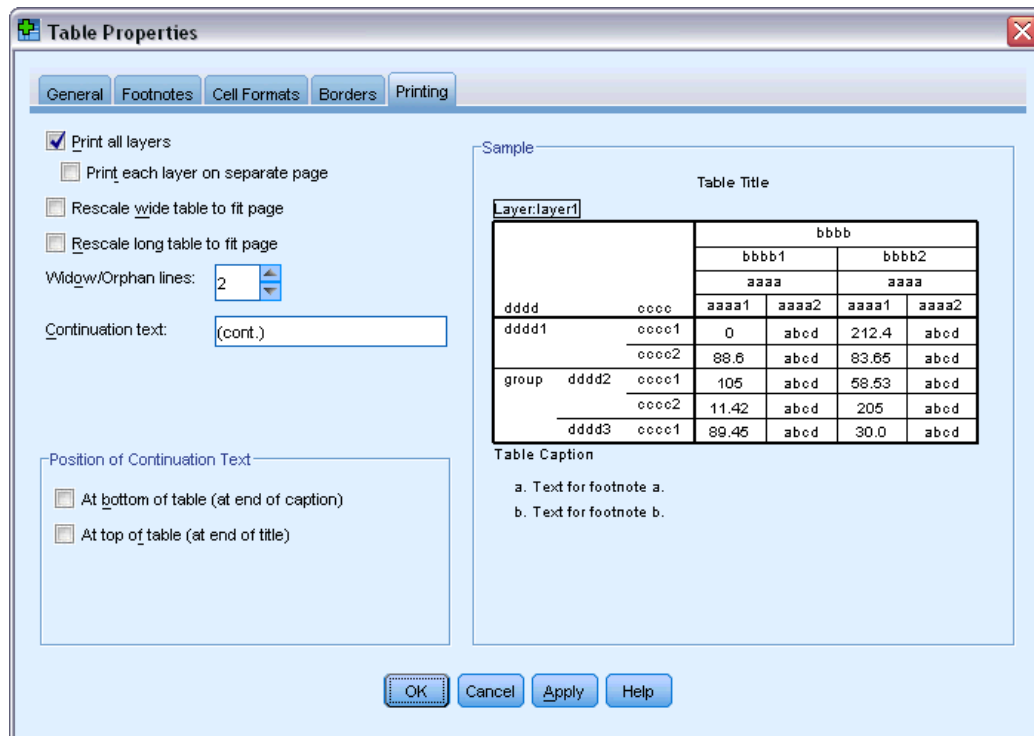 Table Properties
General Footnotes Cell Formats Borders Printing
Print all layers
Print each layer on separate page
Rescale wide table to fit page
Rescale long table to fit page
Widow/Orphan lines: 2
Continuation text: (cont.)
Position of Continuation Text
At bottom of table (at end of caption)
At top of table (at end of title)
Sample
Table Title
Layer:layer1
bbbb
bbbb1 bbbb2
aaaa aaaa
dddd cccc aaaa1 aaaa2 aaaa1 aaaa2
dddd1 cccc1 0 abcd 212.4 abcd
cccc2 88.6 abcd 83.65 abcd
group dddd2 cccc1 105 abcd 58.53 abcd
cccc2 11.42 abcd 205 abcd
dddd3 cccc1 89.45 abcd 30.0 abcd
Table Caption
a. Text for footnote a.
b. Text for footnote b.
OK Cancel Apply Help